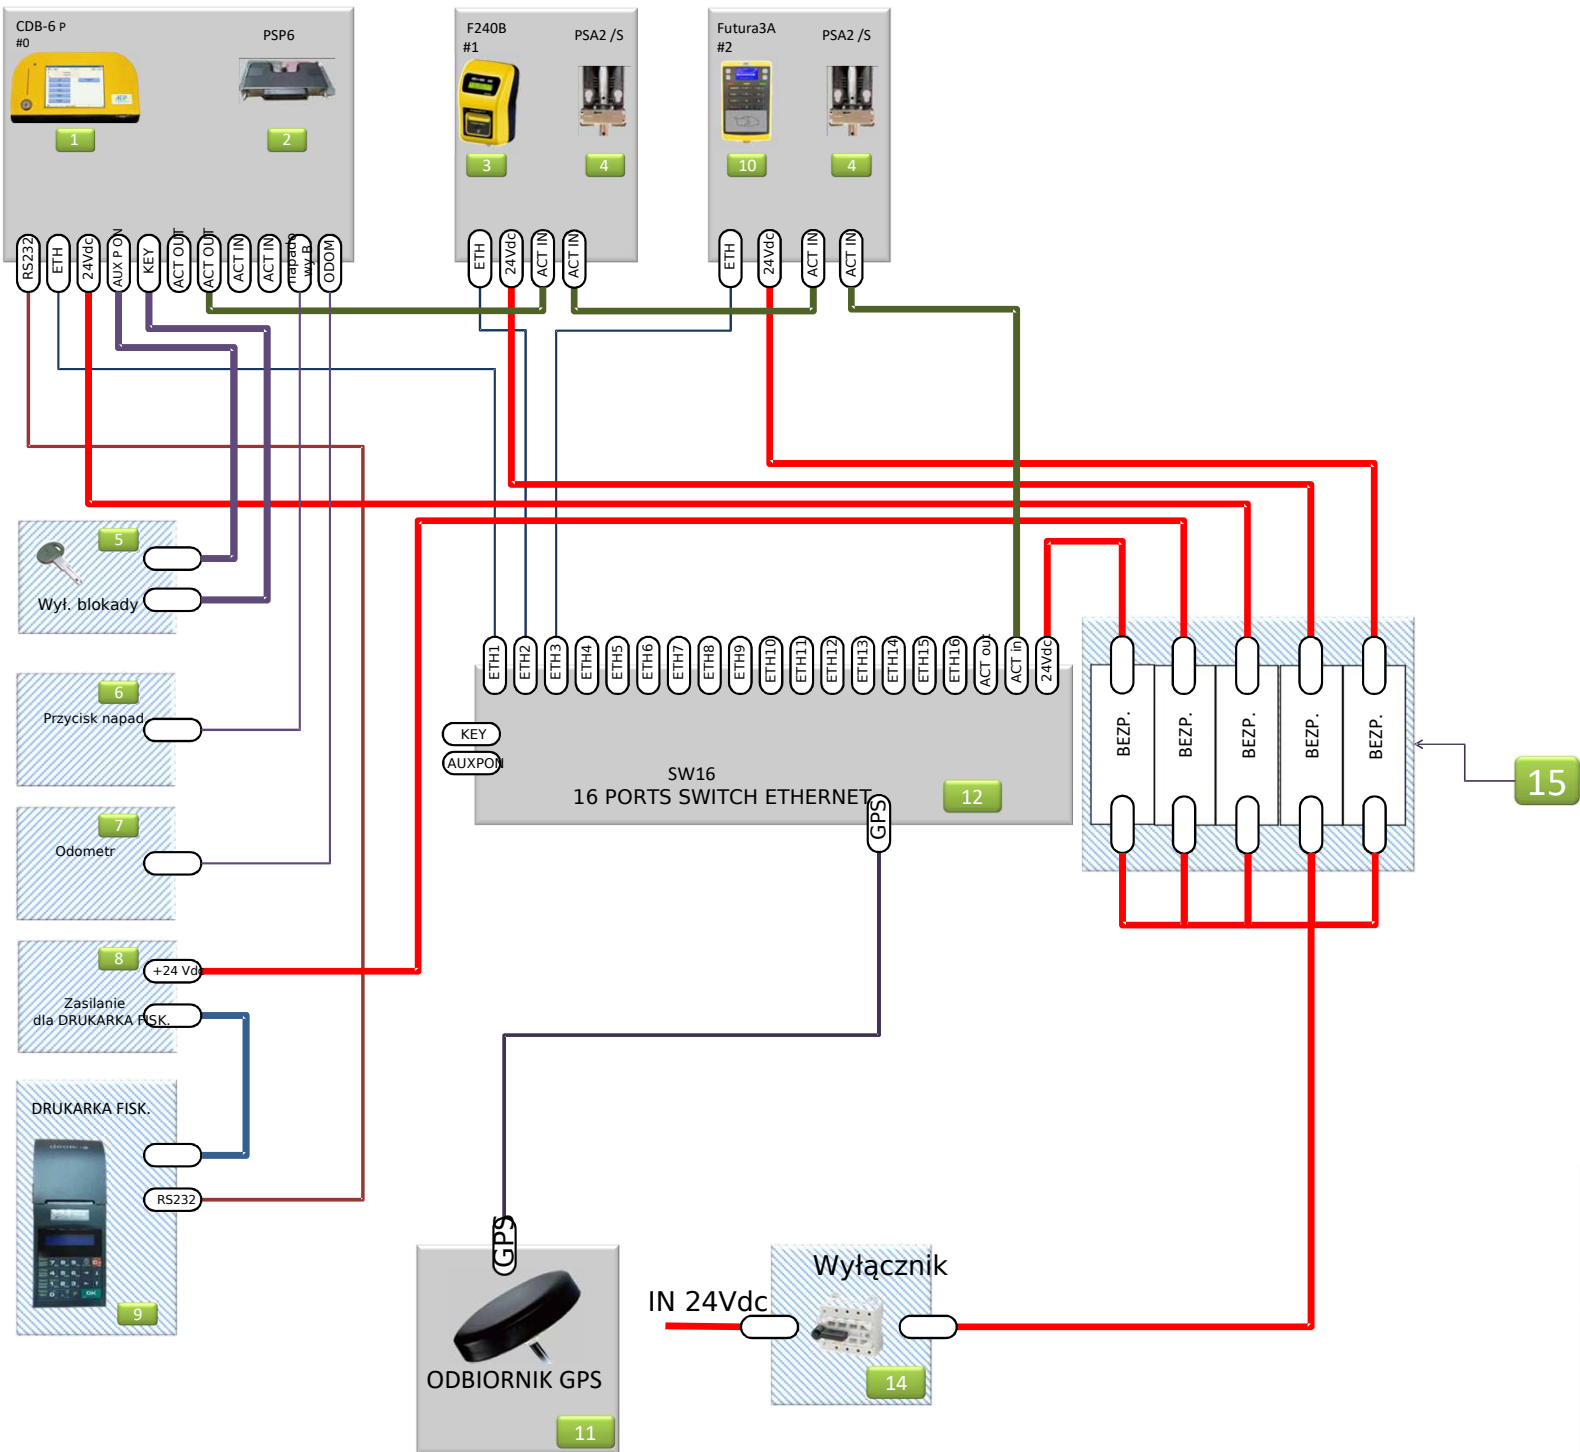 CDB-6 P
#0
PSP6
1
2
F240B
#1
PSA2 /S
3
4
Futura3A
#2
PSA2 /S
10
4
RS232
ETH
24Vdc
AUX PON
KEY
ACT OUT
ACT OUT
ACT IN
ACT IN
napado
wy B
ODOM
ETH
24Vdc
ACT IN
ACT IN
ETH
24Vdc
ACT IN
ACT IN
5
Wył. blokady
6
Przycisk napad.
7
Odometr
8
+24 Vdc
Zasilanie
dla DRUKARKA FISK.
DRUKARKA FISK.
RS232
9
ETH1
ETH2
ETH3
ETH4
ETH5
ETH6
ETH7
ETH8
ETH9
ETH10
ETH11
ETH12
ETH13
ETH14
ETH15
ETH16
ACT out
ACT in
24Vdc
KEY
AUXPON
SW16
16 PORTS SWITCH ETHERNET
12
GPS
BEZP.
BEZP.
BEZP.
BEZP.
BEZP.
15
GPS
ODBIORNIK GPS
11
Wyłącznik
IN 24Vdc
14